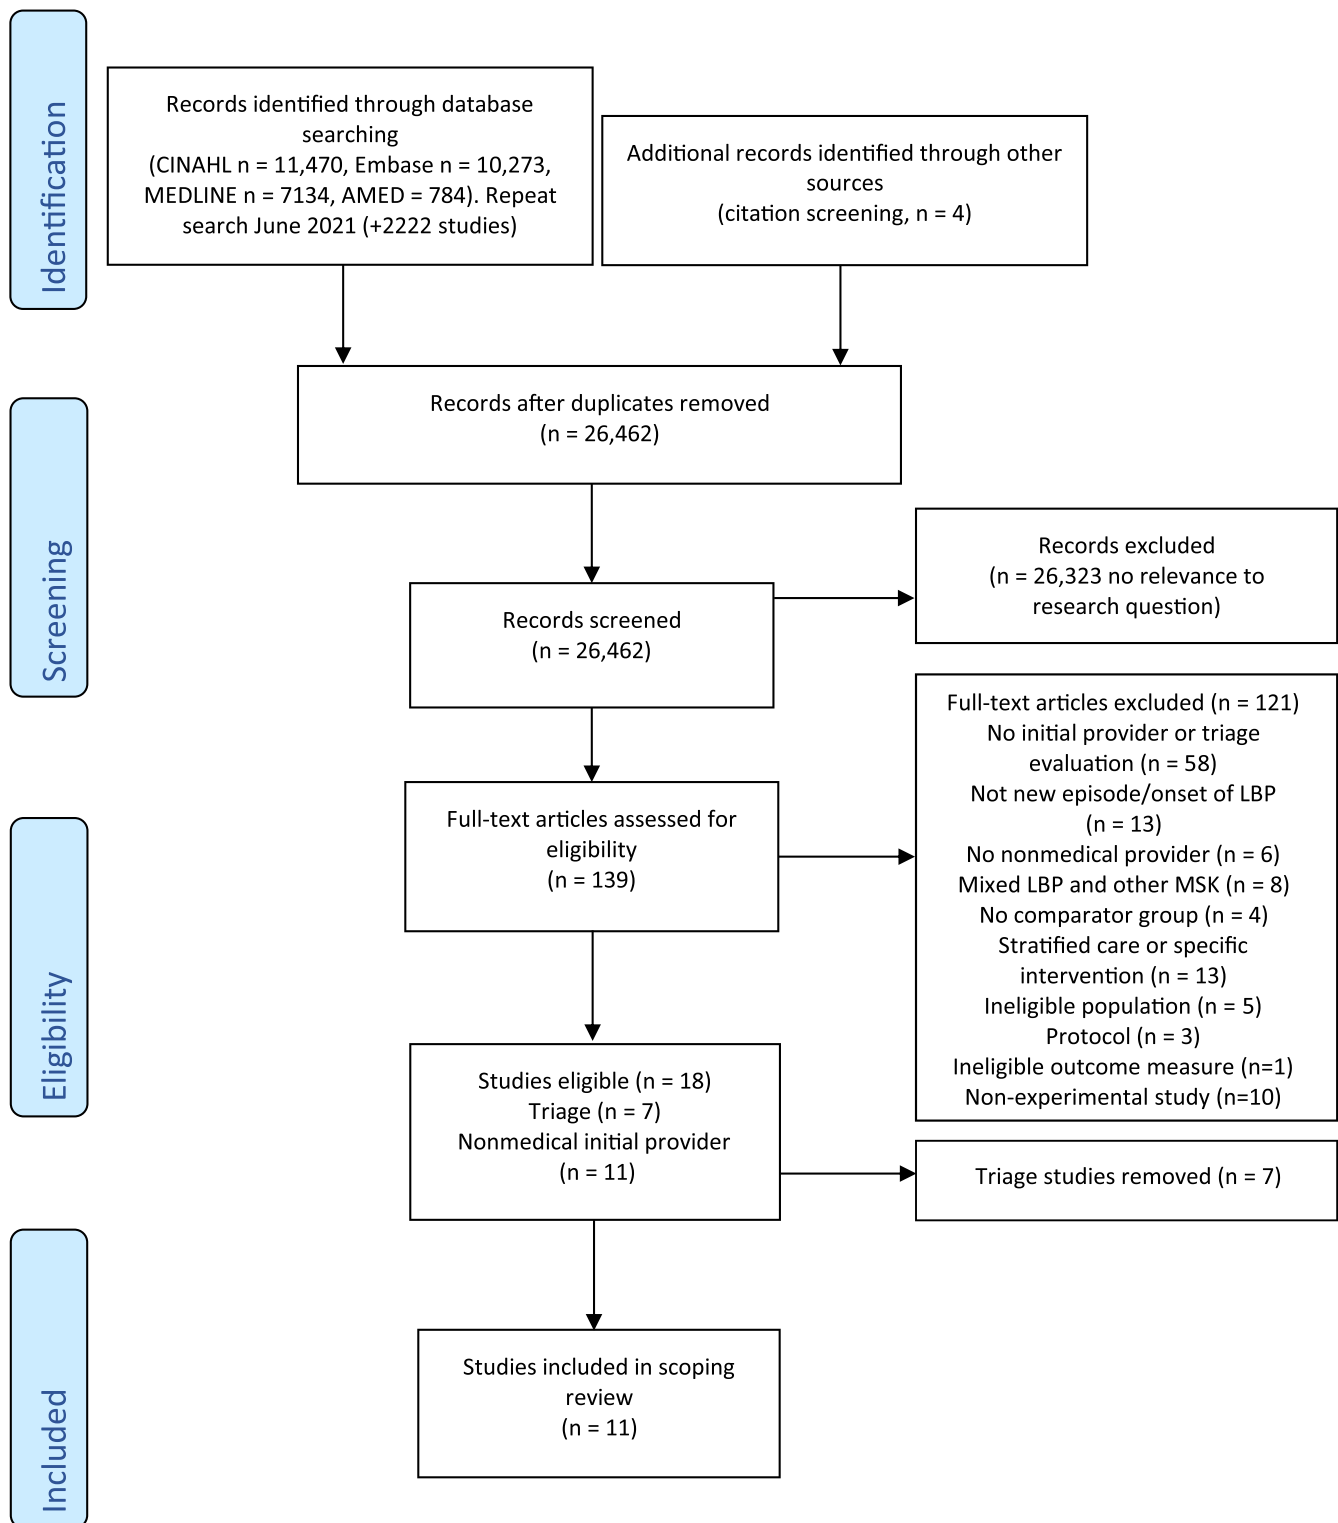 Identification
Records identified through database
searching
(CINAHL n = 11,470, Embase n = 10,273,
MEDLINE n = 7134, AMED = 784). Repeat
search June 2021 (+2222 studies)
Additional records identified through other
sources
(citation screening, n = 4)
Screening
Records after duplicates removed
(n = 26,462)
Records screened
(n = 26,462)
Records excluded
(n = 26,323 no relevance to
research question)
Eligibility
Full-text articles assessed for
eligibility
(n = 139)
Full-text articles excluded (n = 121)
No initial provider or triage
evaluation (n = 58)
Not new episode/onset of LBP
(n = 13)
No nonmedical provider (n = 6)
Mixed LBP and other MSK (n = 8)
No comparator group (n = 4)
Stratified care or specific
intervention (n = 13)
Ineligible population (n = 5)
Protocol (n = 3)
Ineligible outcome measure (n=1)
Non-experimental study (n=10)
Studies eligible (n = 18)
Triage (n = 7)
Nonmedical initial provider
(n = 11)
Triage studies removed (n = 7)
Included
Studies included in scoping
review
(n = 11)